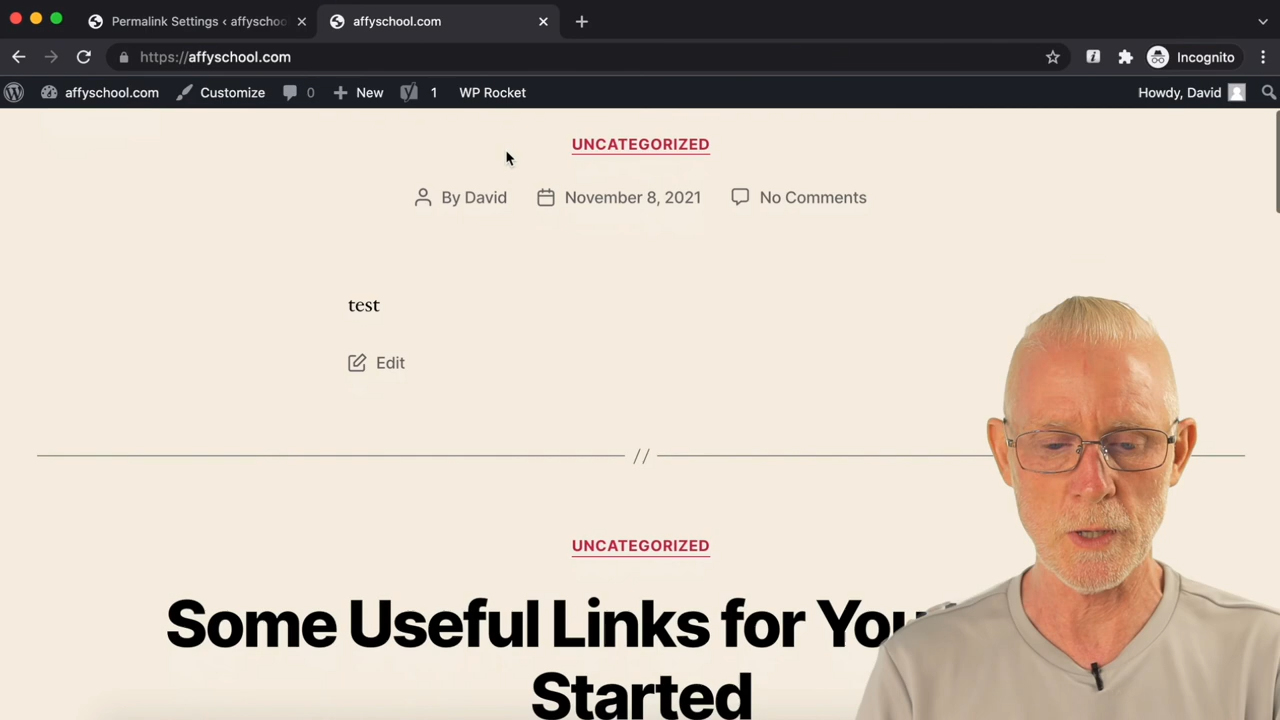 Permalink Settings ‹ affyschoo
affyschool.com
https://affyschool.com
Incognito
affyschool.com
Customize
0
New
1
WP Rocket
Howdy, David
UNCATEGORIZED
By David
November 8, 2021
No Comments
test
Edit
//
UNCATEGORIZED
Some Useful Links for You
Started